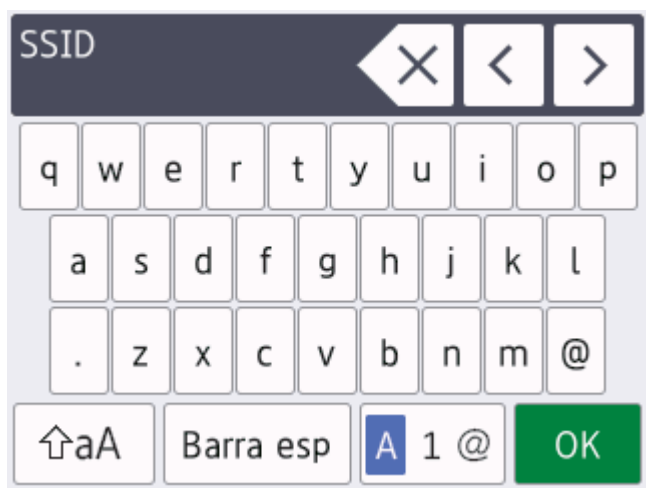 SSID
q w e r t y u i o p
a s d f g h j k l
. z x c v b n m @
aA Barra esp A 1 @ OK